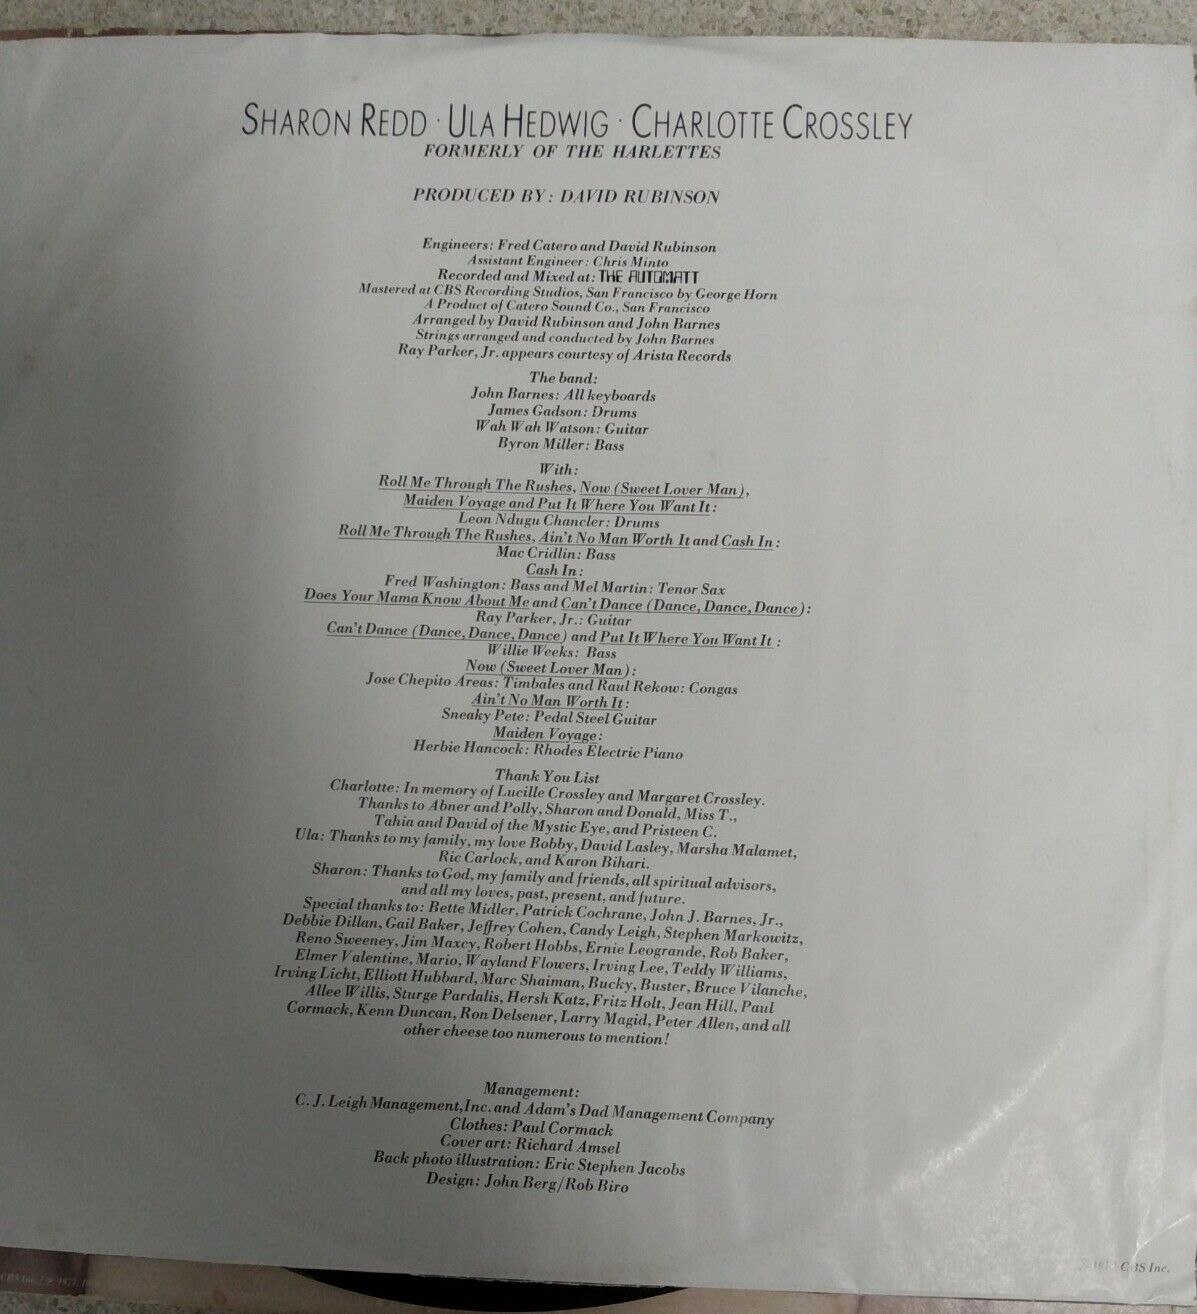 SHARON REDD · ULA HEDWIG · CHARLOTTE CROSSLEY
FORMERLY OF THE HARLETTES
PRODUCED BY: DAVID RUBINSON
Engineers: Fred Catero and David Rubinson
Assistant Engineer: Chris Minto
Recorded and Mixed at: THE AUTOMATT
Mastered at CBS Recording Studios, San Francisco by George Horn
A Product of Catero Sound Co., San Francisco
Arranged by David Rubinson and John Barnes
Strings arranged and conducted by John Barnes
Ray Parker, Jr. appears courtesy of Arista Records
The band:
John Barnes: All keyboards
James Gadson: Drums
Wah Wah Watson: Guitar
Byron Miller: Bass
With:
Roll Me Through The Rushes, Now (Sweet Lover Man),
Maiden Voyage and Put It Where You Want It:
Leon Ndugu Chancler: Drums
Roll Me Through The Rushes, Ain't No Man Worth It and Cash In:
Mac Cridlin: Bass
Cash In:
Fred Washington: Bass and Mel Martin: Tenor Sax
Does Your Mama Know About Me and Can't Dance (Dance, Dance, Dance):
Ray Parker, Jr.: Guitar
Can't Dance (Dance, Dance, Dance) and Put It Where You Want It :
Willie Weeks: Bass
Now (Sweet Lover Man):
Jose Chepito Areas: Timbales and Raul Rekow: Congas
Ain't No Man Worth It:
Sneaky Pete: Pedal Steel Guitar
Maiden Voyage:
Herbie Hancock: Rhodes Electric Piano
Thank You List
Charlotte: In memory of Lucille Crossley and Margaret Crossley.
Thanks to Abner and Polly, Sharon and Donald, Miss T.,
Tahia and David of the Mystic Eye, and Pristeen C.
Ula: Thanks to my family, my love Bobby, David Lasley, Marsha Malamet,
Ric Carlock, and Karon Bihari.
Sharon: Thanks to God, my family and friends, all spiritual advisors,
and all my loves, past, present, and future.
Special thanks to: Bette Midler, Patrick Cochrane, John J. Barnes, Jr.,
Debbie Dillan, Gail Baker, Jeffrey Cohen, Candy Leigh, Stephen Markowitz,
Reno Sweeney, Jim Maxcy, Robert Hobbs, Ernie Leogrande, Rob Baker,
Elmer Valentine, Mario, Wayland Flowers, Irving Lee, Teddy Williams,
Irving Licht, Elliott Hubbard, Marc Shaiman, Bucky, Buster, Bruce Vilanche,
Allee Willis, Sturge Pardalis, Hersh Katz, Fritz Holt, Jean Hill, Paul
Cormack, Kenn Duncan, Ron Delsener, Larry Magid, Peter Allen, and all
other cheese too numerous to mention!
Management:
C. J. Leigh Management, Inc. and Adam's Dad Management Company
Clothes: Paul Cormack
Cover art: Richard Amsel
Back photo illustration: Eric Stephen Jacobs
Design: John Berg/Rob Biro
CBS Inc.
CBS Inc. / ℗ 1977,